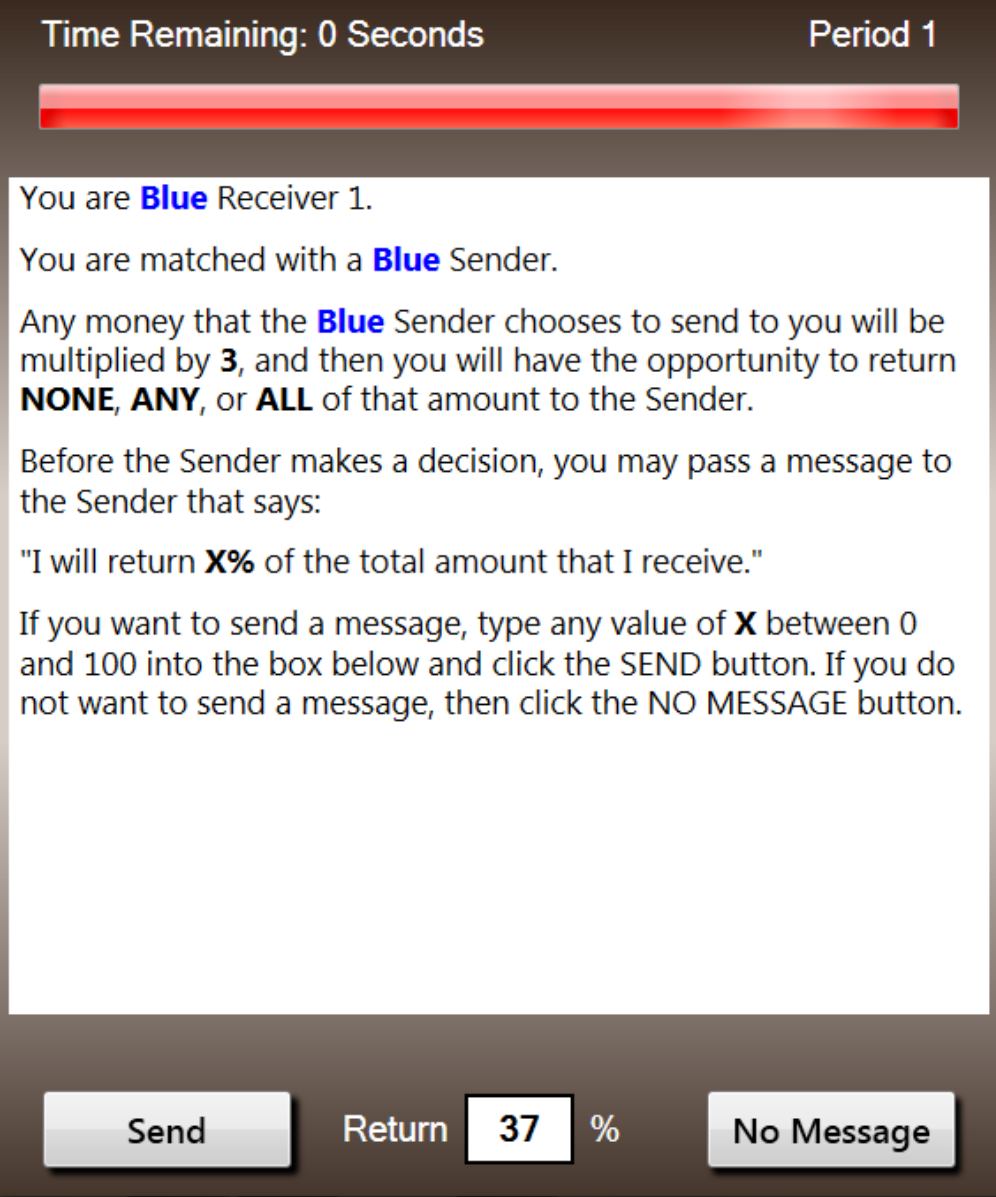 Time Remaining: 0 Seconds Period 1
You are Blue Receiver 1.
You are matched with a Blue Sender.
Any money that the Blue Sender chooses to send to you will be
multiplied by 3, and then you will have the opportunity to return
NONE, ANY, or ALL of that amount to the Sender.
Before the Sender makes a decision, you may pass a message to
the Sender that says:
"I will return X% of the total amount that I receive."
If you want to send a message, type any value of X between 0
and 100 into the box below and click the SEND button. If you do
not want to send a message, then click the NO MESSAGE button.
Send Return 37 % No Message